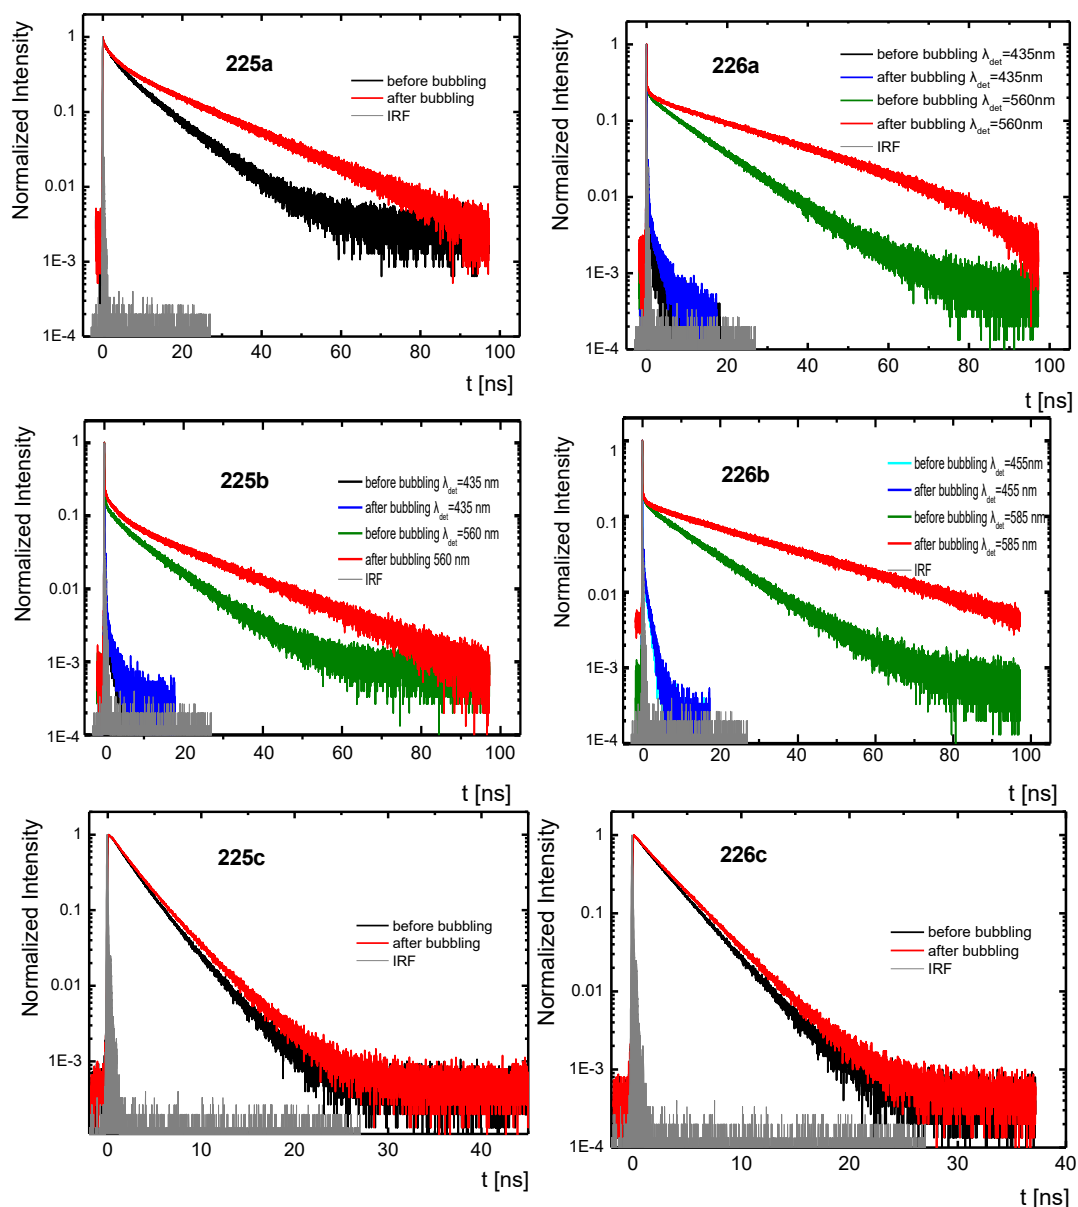 Normalized Intensity
1
0.1
0.01
1E-3
1E-4
225a
before bubbling
after bubbling
IRF
0 20 40 60 80 100
t [ns]
Normalized Intensity
1
0.1
0.01
1E-3
1E-4
226a
before bubbling λdet=435nm
after bubbling λdet=435nm
before bubbling λdet=560nm
after bubbling λdet=560nm
IRF
0 20 40 60 80 100
t [ns]
Normalized Intensity
1
0.1
0.01
1E-3
1E-4
225b
before bubbling λdet=435 nm
after bubbling λdet=435 nm
before bubbling λdet=560 nm
after bubbling 560 nm
IRF
0 20 40 60 80 100
t [ns]
Normalized Intensity
1
0.1
0.01
1E-3
1E-4
226b
before bubbling λdet=455nm
after bubbling λdet=455 nm
before bubbling λdet=585 nm
after bubbling λdet=585 nm
IRF
0 20 40 60 80 100
t [ns]
Normalized Intensity
1
0.1
0.01
1E-3
225c
before bubbling
after bubbling
IRF
0 10 20 30 40
t [ns]
Normalized Intensity
1
0.1
0.01
1E-3
1E-4
226c
before bubbling
after bubbling
IRF
0 10 20 30 40
t [ns]